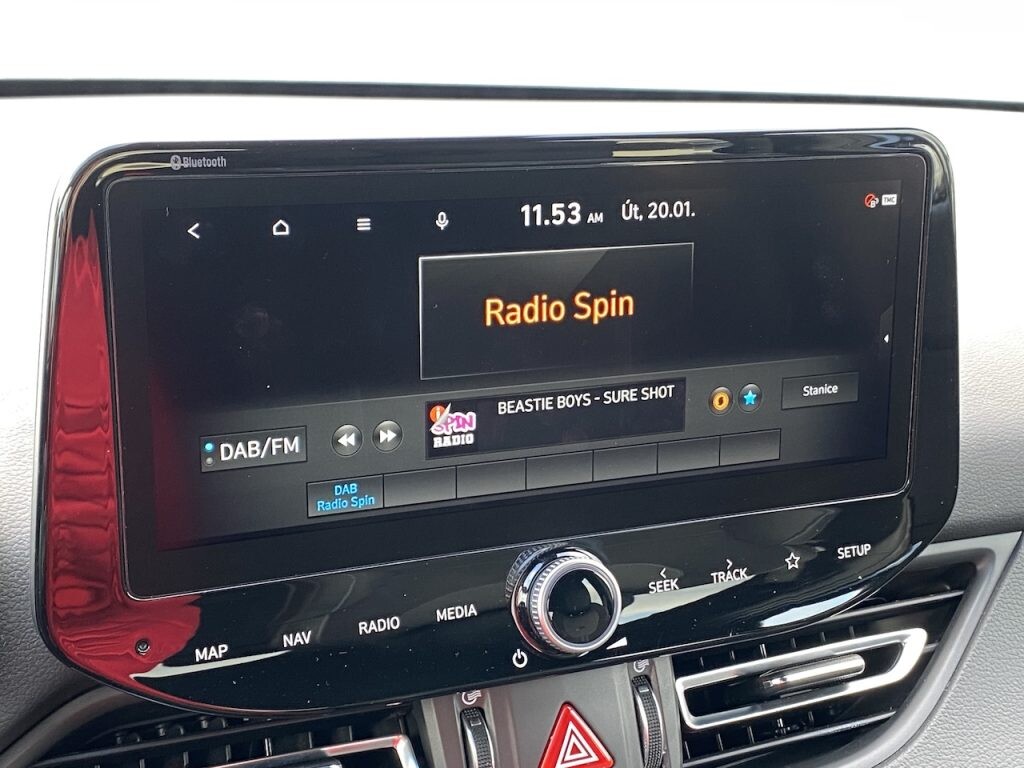 Bluetooth
11.53 AM Út, 20.01.
TMC
Radio Spin
BEASTIE BOYS - SURE SHOT
SPIN
RADIO
Stanice
DAB/FM
DAB
Radio Spin
MAP
NAV
RADIO
MEDIA
SEEK
TRACK
SETUP